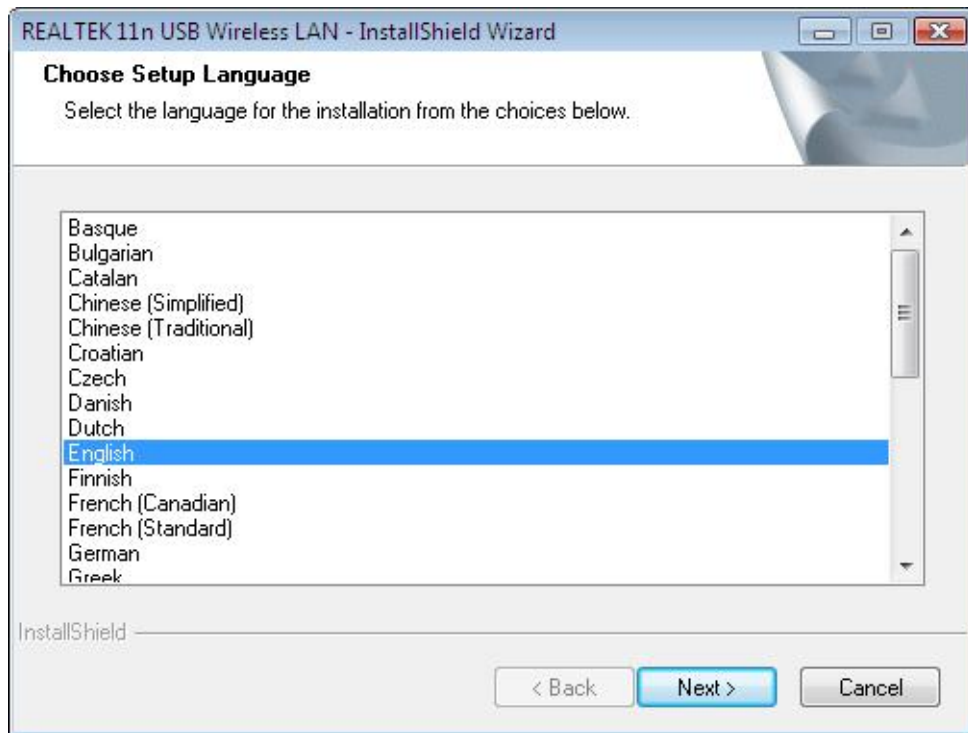 REALTEK 11n USB Wireless LAN - InstallShield Wizard
Choose Setup Language
Select the language for the installation from the choices below.
Basque
Bulgarian
Catalan
Chinese (Simplified)
Chinese (Traditional)
Croatian
Czech
Danish
Dutch
English
Finnish
French (Canadian)
French (Standard)
German
Greek
InstallShield
< Back
Next >
Cancel